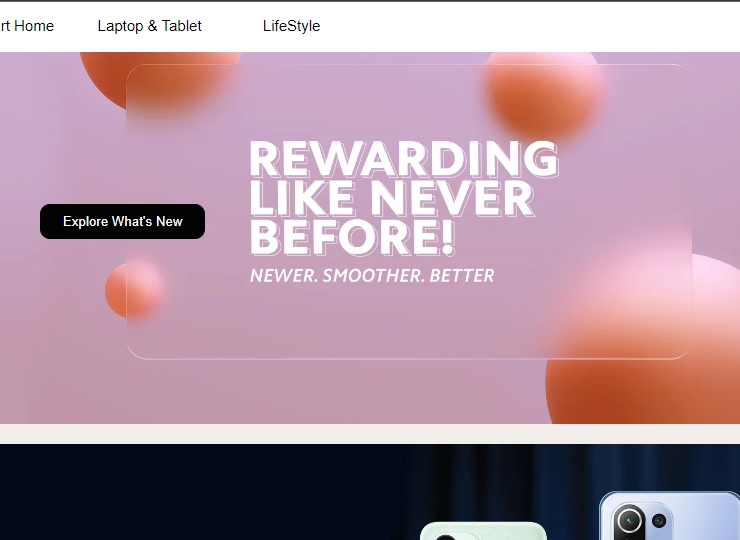 rt Home
Laptop & Tablet
LifeStyle
REWARDING
LIKE NEVER
BEFORE!
Explore What's New
NEWER. SMOOTHER. BETTER